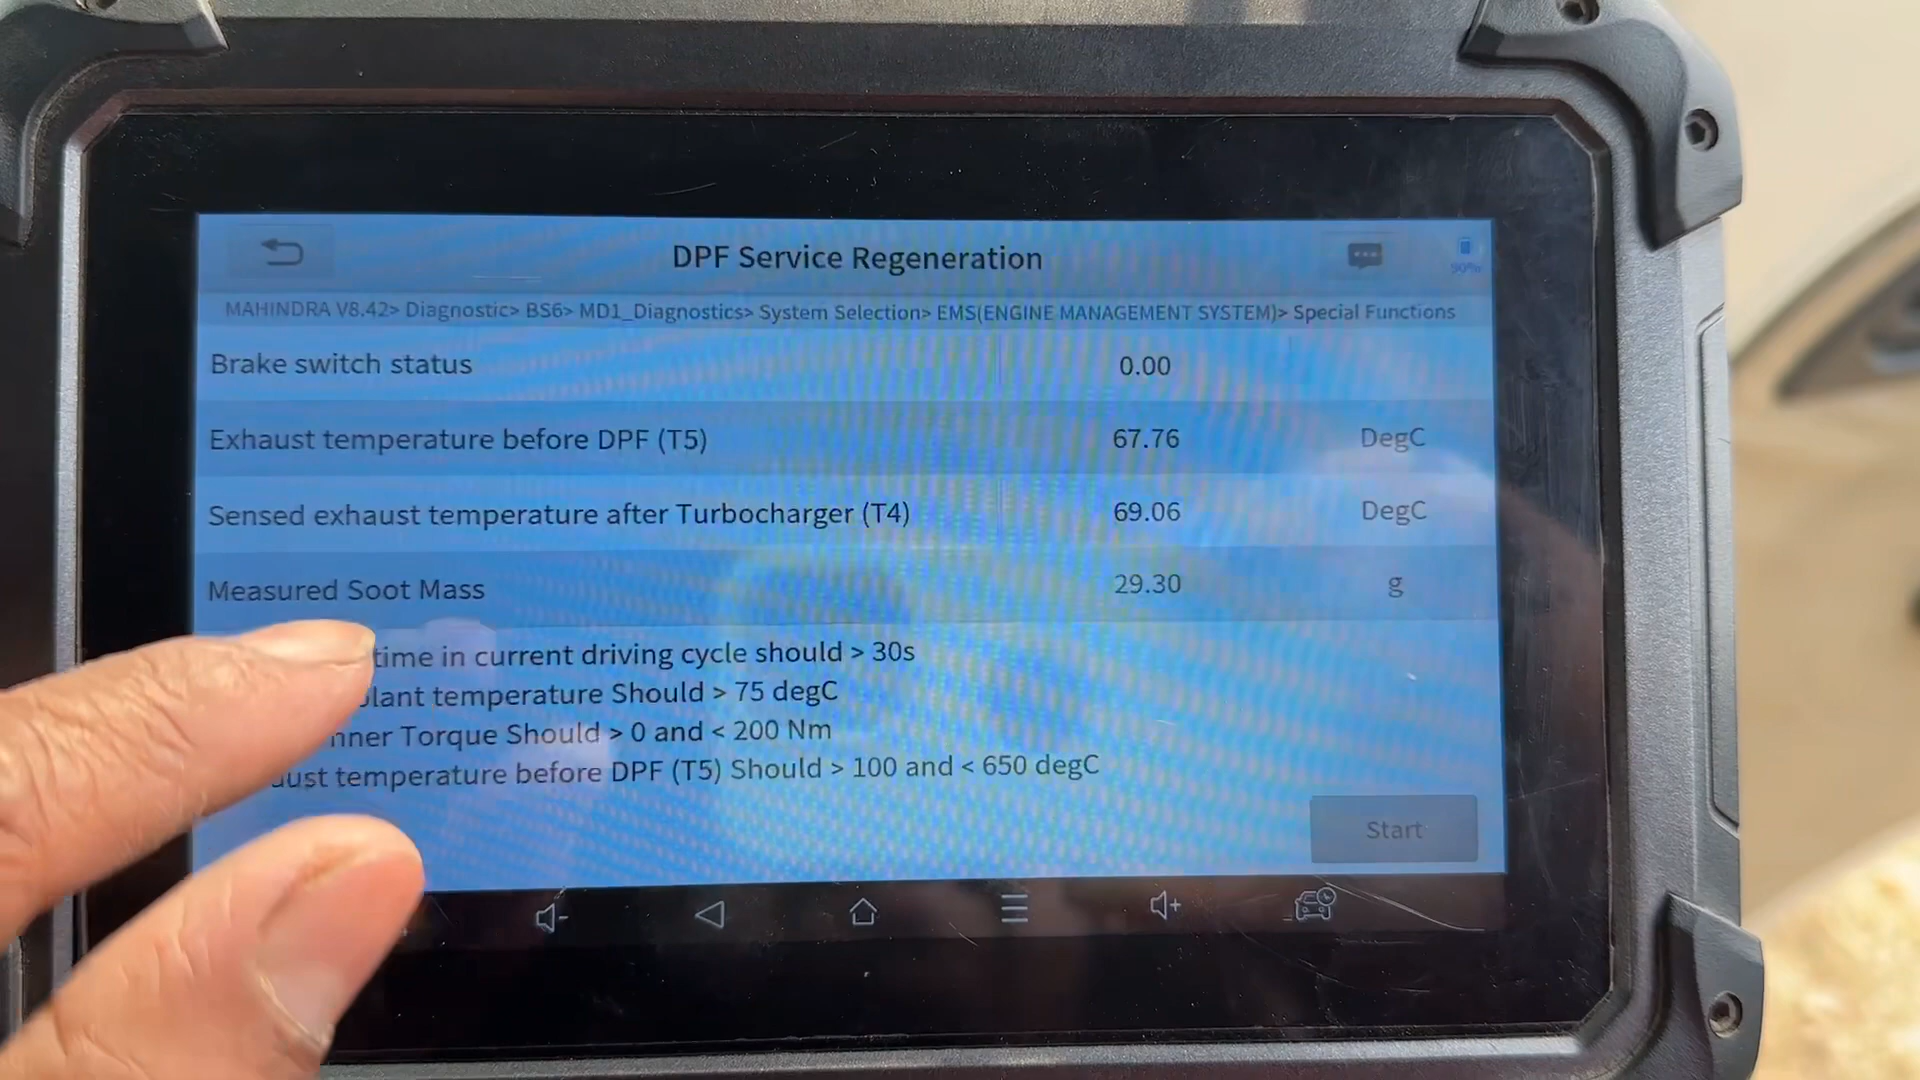 DPF Service Regeneration
90%
MAHINDRA V8.42> Diagnostic> BS6> MD1_Diagnostics> System Selection> EMS(ENGINE MANAGEMENT SYSTEM)> Special Functions
Brake switch status 0.00
Exhaust temperature before DPF (T5) 67.76 DegC
Sensed exhaust temperature after Turbocharger (T4) 69.06 DegC
Measured Soot Mass 29.30 g
time in current driving cycle should > 30s
temperature Should > 75 degC
Torque Should > 0 and < 200 Nm
temperature before DPF (T5) Should > 100 and < 650 degC
Start